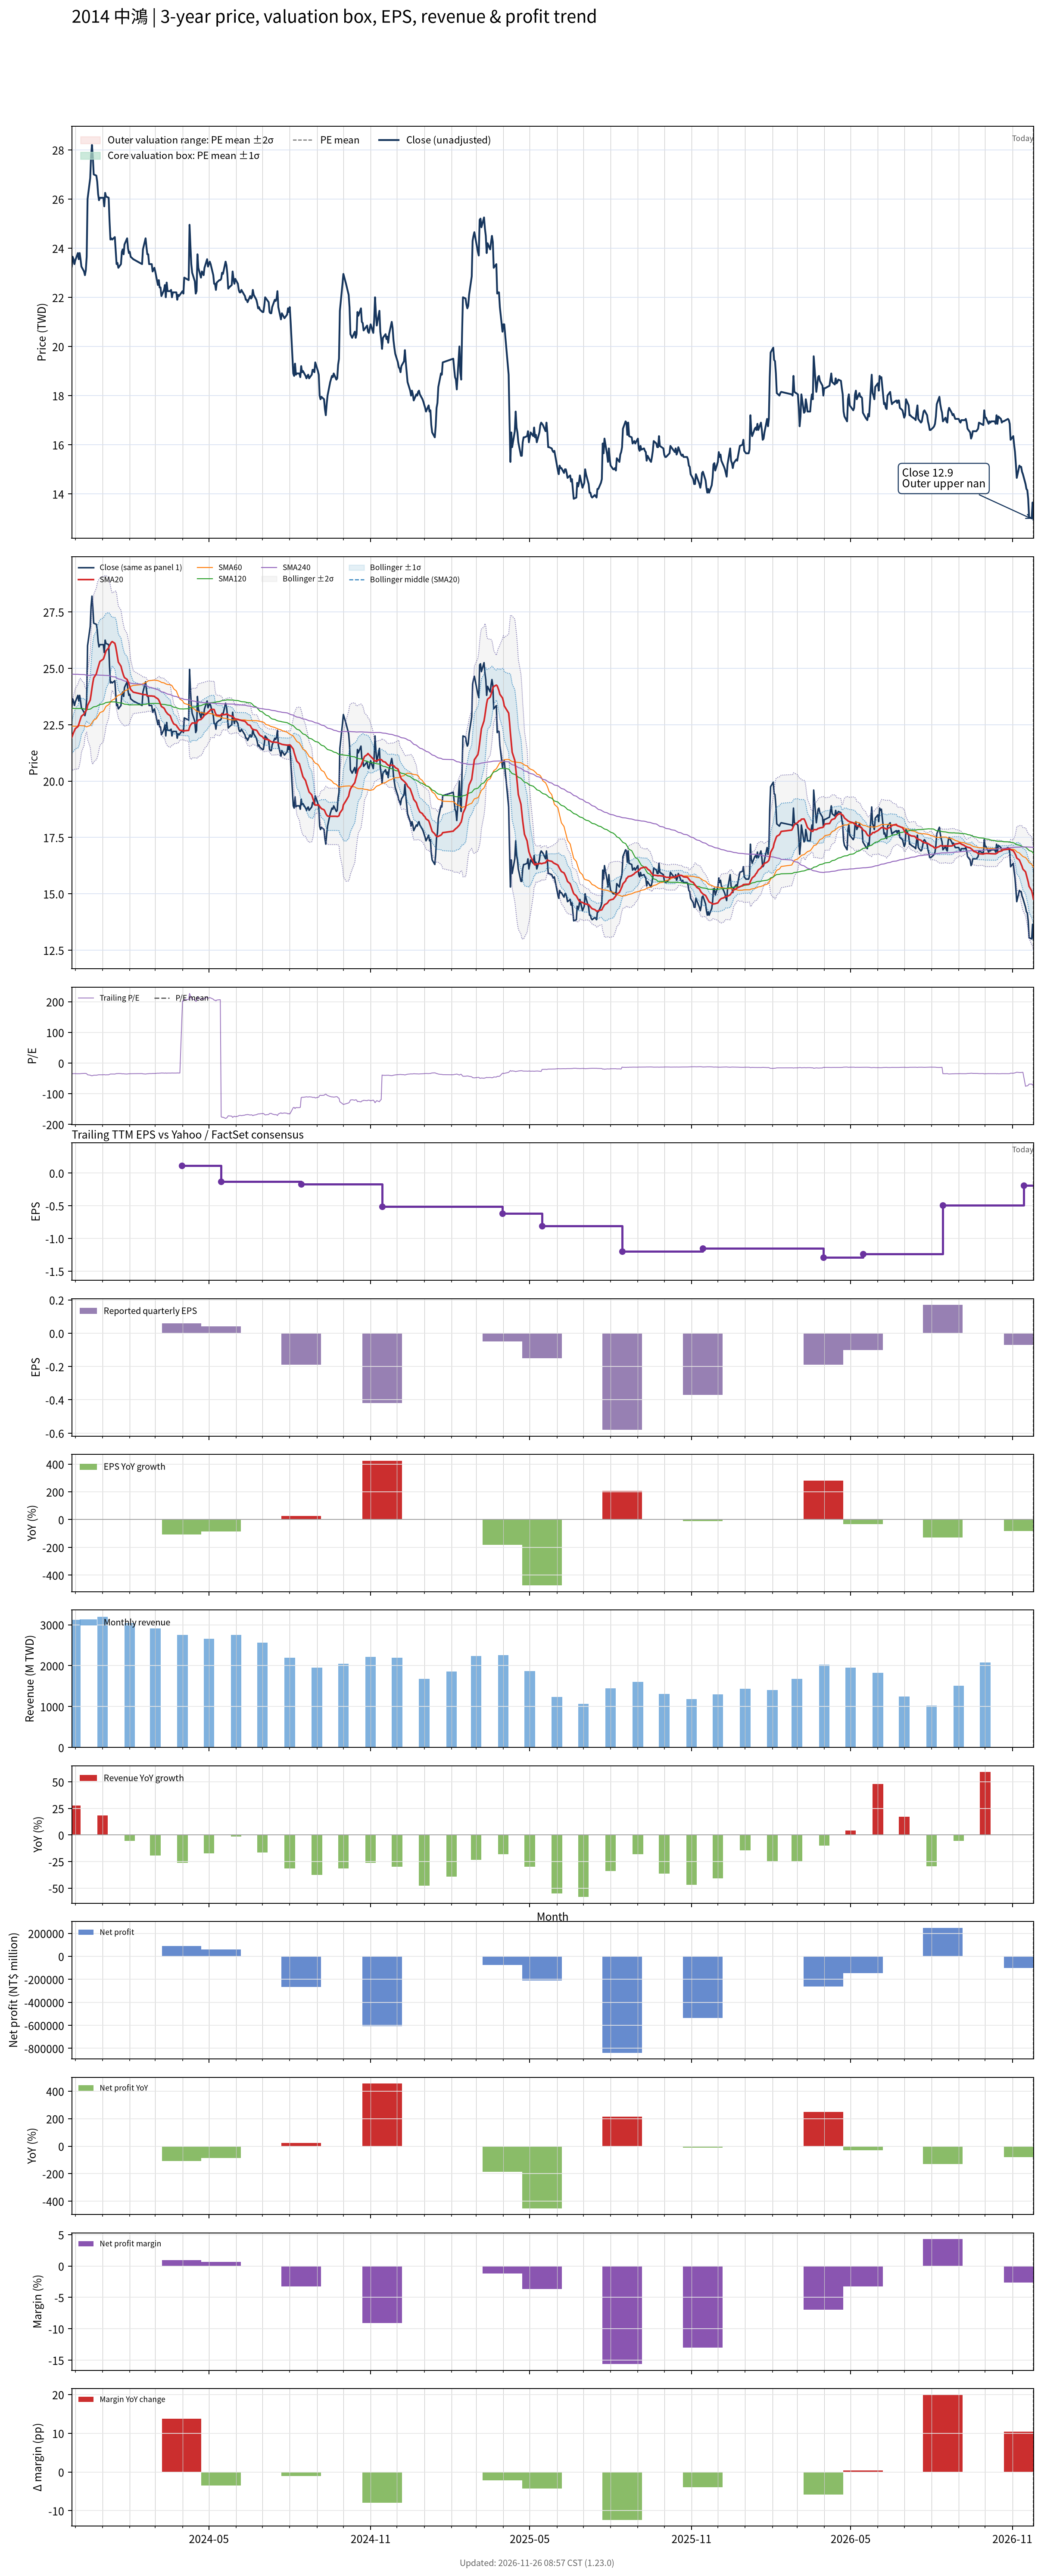 2014 中鴻 | 3-year price, valuation box, EPS, revenue & profit trend
Outer valuation range: PE mean ±2σ
PE mean
Close (unadjusted)
Core valuation box: PE mean ±1σ
Today
Price (TWD)
28
26
24
22
20
18
16
14
Close 12.9
Outer upper nan
Close (same as panel 1)
SMA20
SMA60
SMA120
SMA240
Bollinger ±2σ
Bollinger ±1σ
Bollinger middle (SMA20)
Price
27.5
25.0
22.5
20.0
17.5
15.0
12.5
Trailing P/E
P/E mean
P/E
200
100
0
-100
-200
Trailing TTM EPS vs Yahoo / FactSet consensus
Today
EPS
0.0
-0.5
-1.0
-1.5
Reported quarterly EPS
EPS
0.2
0.0
-0.2
-0.4
-0.6
EPS YoY growth
YoY (%)
400
200
0
-200
-400
Monthly revenue
Revenue (M TWD)
3000
2000
1000
0
Revenue YoY growth
YoY (%)
50
25
0
-25
-50
Month
Net profit
Net profit (NT$ million)
200000
0
-200000
-400000
-600000
-800000
Net profit YoY
YoY (%)
400
200
0
-200
-400
Net profit margin
Margin (%)
5
0
-5
-10
-15
Margin YoY change
Δ margin (pp)
20
10
0
-10
2024-05
2024-11
2025-05
2025-11
2026-05
2026-11
Updated: 2026-11-26 08:57 CST (1.23.0)